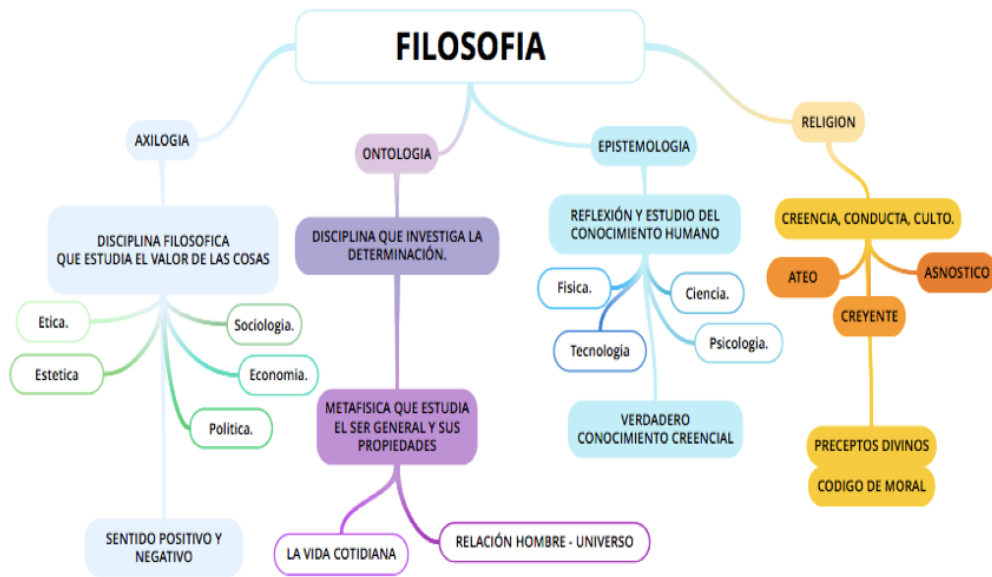 FILOSOFIA
AXILOGIA
DISCIPLINA FILOSOFICA
QUE ESTUDIA EL VALOR DE LAS COSAS
Etica.
Sociologia.
Estetica
Economia.
Politica.
SENTIDO POSITIVO Y
NEGATIVO
ONTOLOGIA
DISCIPLINA QUE INVESTIGA LA
DETERMINACIÓN.
METAFISICA QUE ESTUDIA
EL SER GENERAL Y SUS
PROPIEDADES
LA VIDA COTIDIANA
RELACIÓN HOMBRE - UNIVERSO
EPISTEMOLOGIA
REFLEXIÓN Y ESTUDIO DEL
CONOCIMIENTO HUMANO
Fisica.
Ciencia.
Tecnologia
Psicologia.
VERDADERO
CONOCIMIENTO CREENCIAL
RELIGION
CREENCIA, CONDUCTA, CULTO.
ATEO
ASNOSTICO
CREYENTE
PRECEPTOS DIVINOS
CODIGO DE MORAL